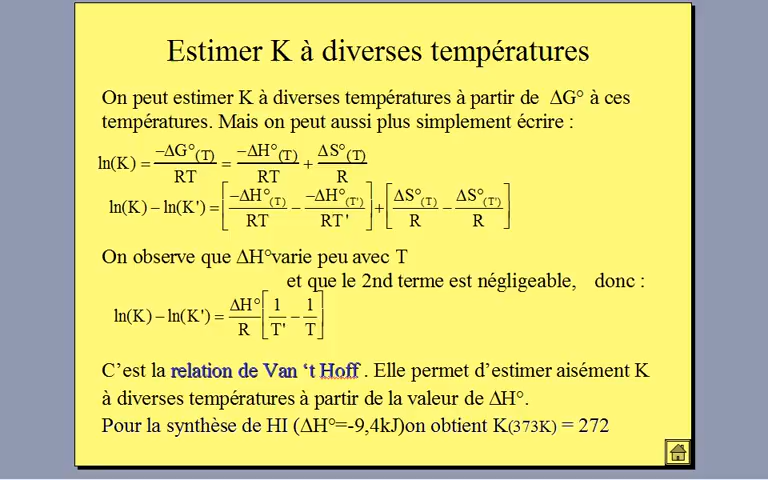 Estimer K à diverses températures
On peut estimer K à diverses températures à partir de ΔG° à ces
températures. Mais on peut aussi plus simplement écrire :
ln(K) = −ΔG°(T)/RT = −ΔH°(T)/RT + ΔS°(T)/R
ln(K) − ln(K') = [−ΔH°(T)/RT − −ΔH°(T')/RT'] + [ΔS°(T)/R − ΔS°(T')/R]
On observe que ΔH°varie peu avec T
et que le 2nd terme est négligeable, donc :
ln(K) − ln(K') = ΔH°/R [1/T' − 1/T]
C’est la relation de Van ‘t Hoff . Elle permet d’estimer aisément K
à diverses températures à partir de la valeur de ΔH°.
Pour la synthèse de HI (ΔH°=-9,4kJ)on obtient K(373K) = 272